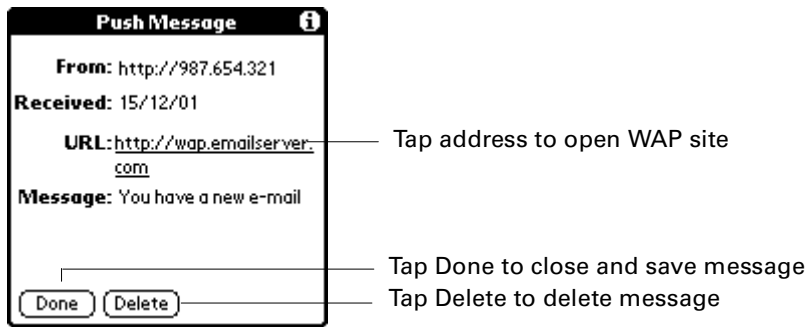 Push Message i
From: http://987.654.321
Received: 15/12/01
URL: http://wap.emailserver.
com
Tap address to open WAP site
Message: You have a new e-mail
Tap Done to close and save message
Done Delete
Tap Delete to delete message